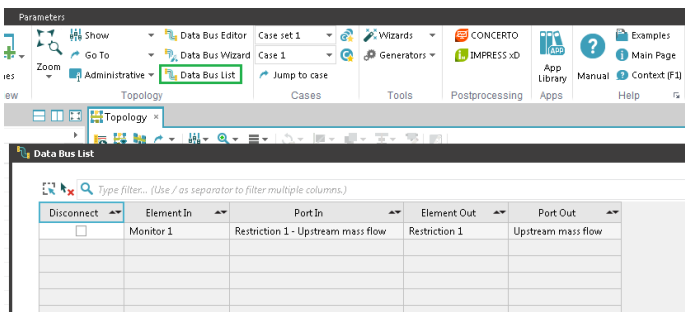 Parameters
Show
Data Bus Editor
Case set 1
Wizards
CONCERTO
Examples
Go To
Data Bus Wizard
Case 1
Generators
IMPRESS xD
Main Page
Zoom
Administrative
Data Bus List
Jump to case
App Library
Manual
Context (F1)
Topology
Cases
Tools
Postprocessing
Apps
Help
Topology
Data Bus List
Type filter... (Use / as separator to filter multiple columns.)
Disconnect Element In Port In Element Out Port Out
Monitor 1 Restriction 1 - Upstream mass flow Restriction 1 Upstream mass flow